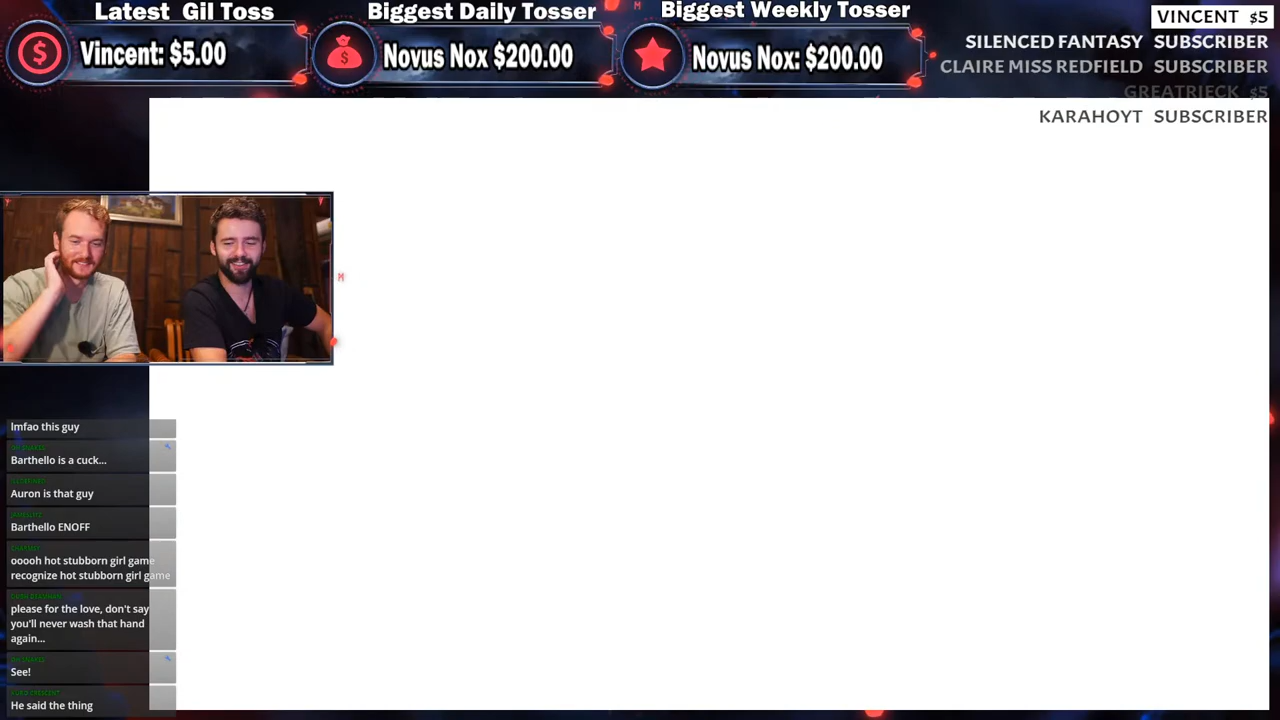 Latest Gil Toss
Vincent: $5.00
Biggest Daily Tosser
Novus Nox $200.00
Biggest Weekly Tosser
Novus Nox: $200.00
VINCENT $5
SILENCED FANTASY SUBSCRIBER
CLAIRE MISS REDFIELD SUBSCRIBER
GREATRIECK $5
KARAHOYT SUBSCRIBER
lmfao this guy
Barthello is a cuck...
Auron is that guy
Barthello ENOFF
ooooh hot stubborn girl game
recognize hot stubborn girl game
please for the love, don't say
you'll never wash that hand
again...
See!
He said the thing